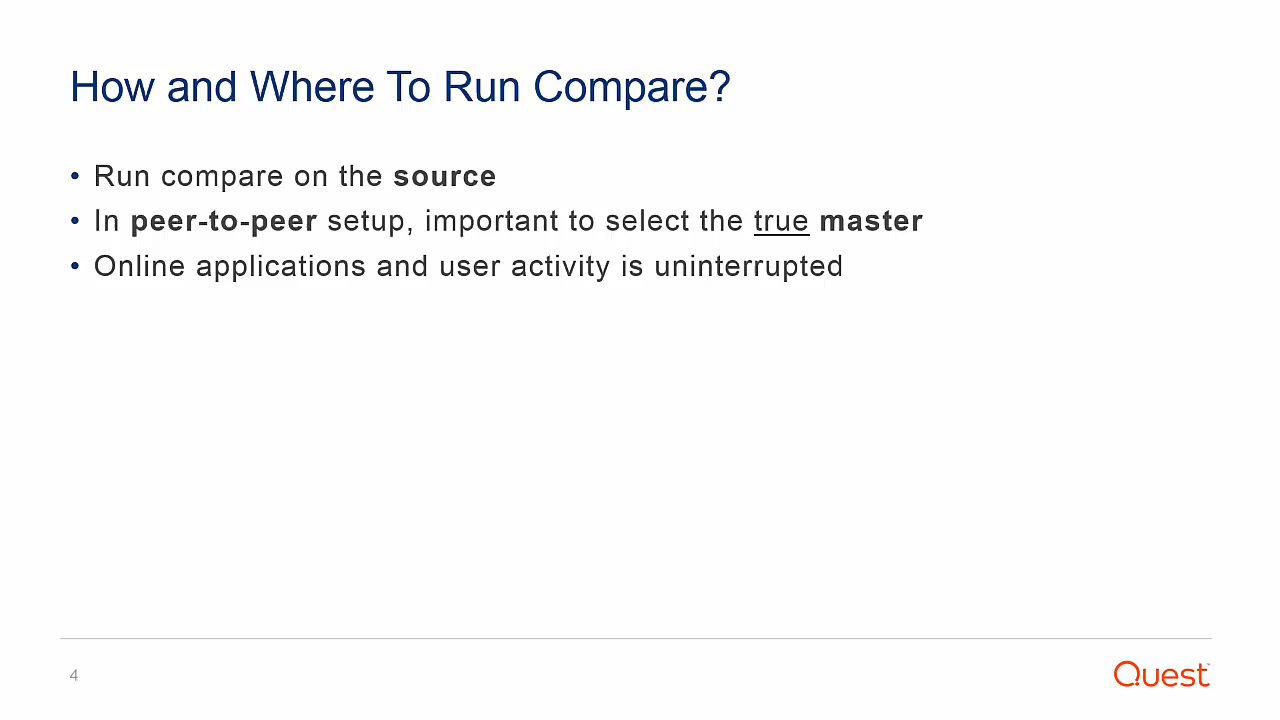 How and Where To Run Compare?
• Run compare on the source
• In peer-to-peer setup, important to select the true master
• Online applications and user activity is uninterrupted
4
Quest